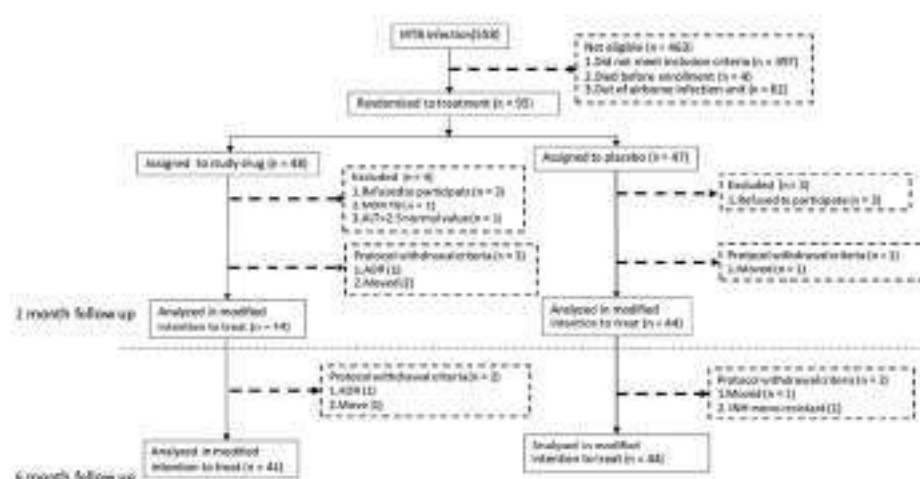 MTB infection(558)
Not eligible (n = 463)
1.Did not meet inclusion criteria (n = 397)
2.Died before enrollment (n = 4)
3.Out of airborne infection unit (n = 62)
Randomised to treatment (n = 95)
Assigned to study drug (n = 48)
Assigned to placebo (n = 47)
Excluded (n = 4)
1.Refused to participate (n = 2)
2.MDR TB (n = 1)
3.ALT>2.5 normal value (n = 1)
Excluded (n = 3)
1.Refused to participate (n = 3)
Protocol withdrawal criteria (n = 3)
1.ADR (1)
2.Moved (2)
Protocol withdrawal criteria (n = 1)
1.Moved (n = 1)
2 month follow up
Analyzed in modified
intention to treat (n = 44)
Analyzed in modified
intention to treat (n = 44)
Protocol withdrawal criteria (n = 2)
1.ADR (1)
2.Move
Protocol withdrawal criteria (n = 2)
1.Moved (n = 1)
2. INH mono resistant (1)
Analyzed in modified
intention to treat (n = 41)
Analyzed in modified
intention to treat (n = 44)
6 month follow up